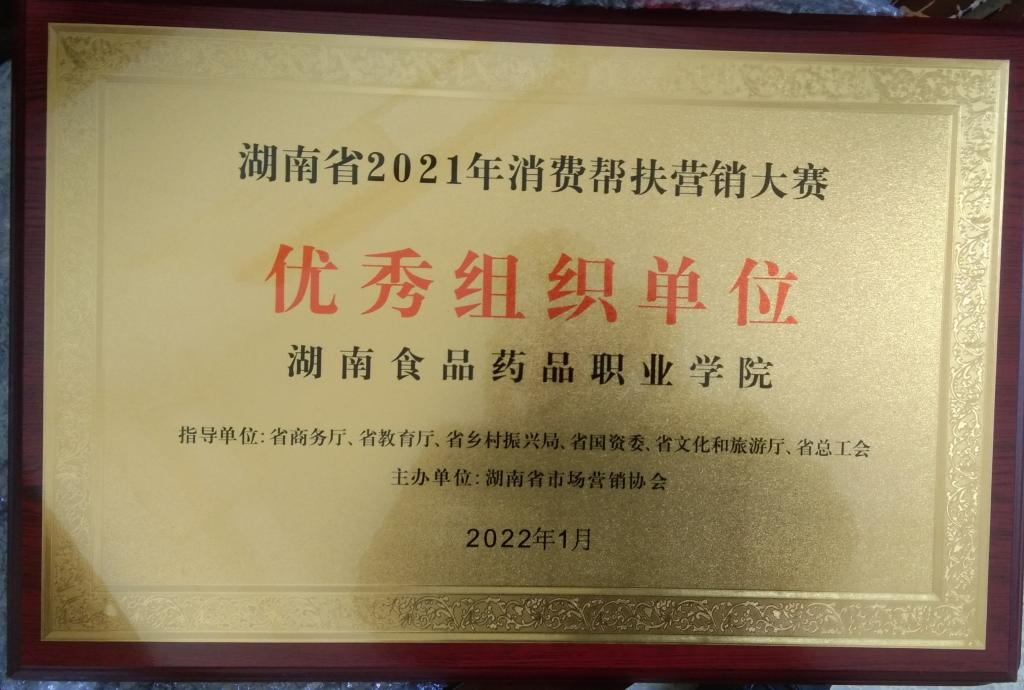 湖南省2021年消费帮扶营销大赛
优秀组织单位
湖南食品药品职业学院
指导单位:省商务厅、省教育厅、省乡村振兴局、省国资委、省文化和旅游厅、省总工会
主办单位:湖南省市场营销协会
2022年1月